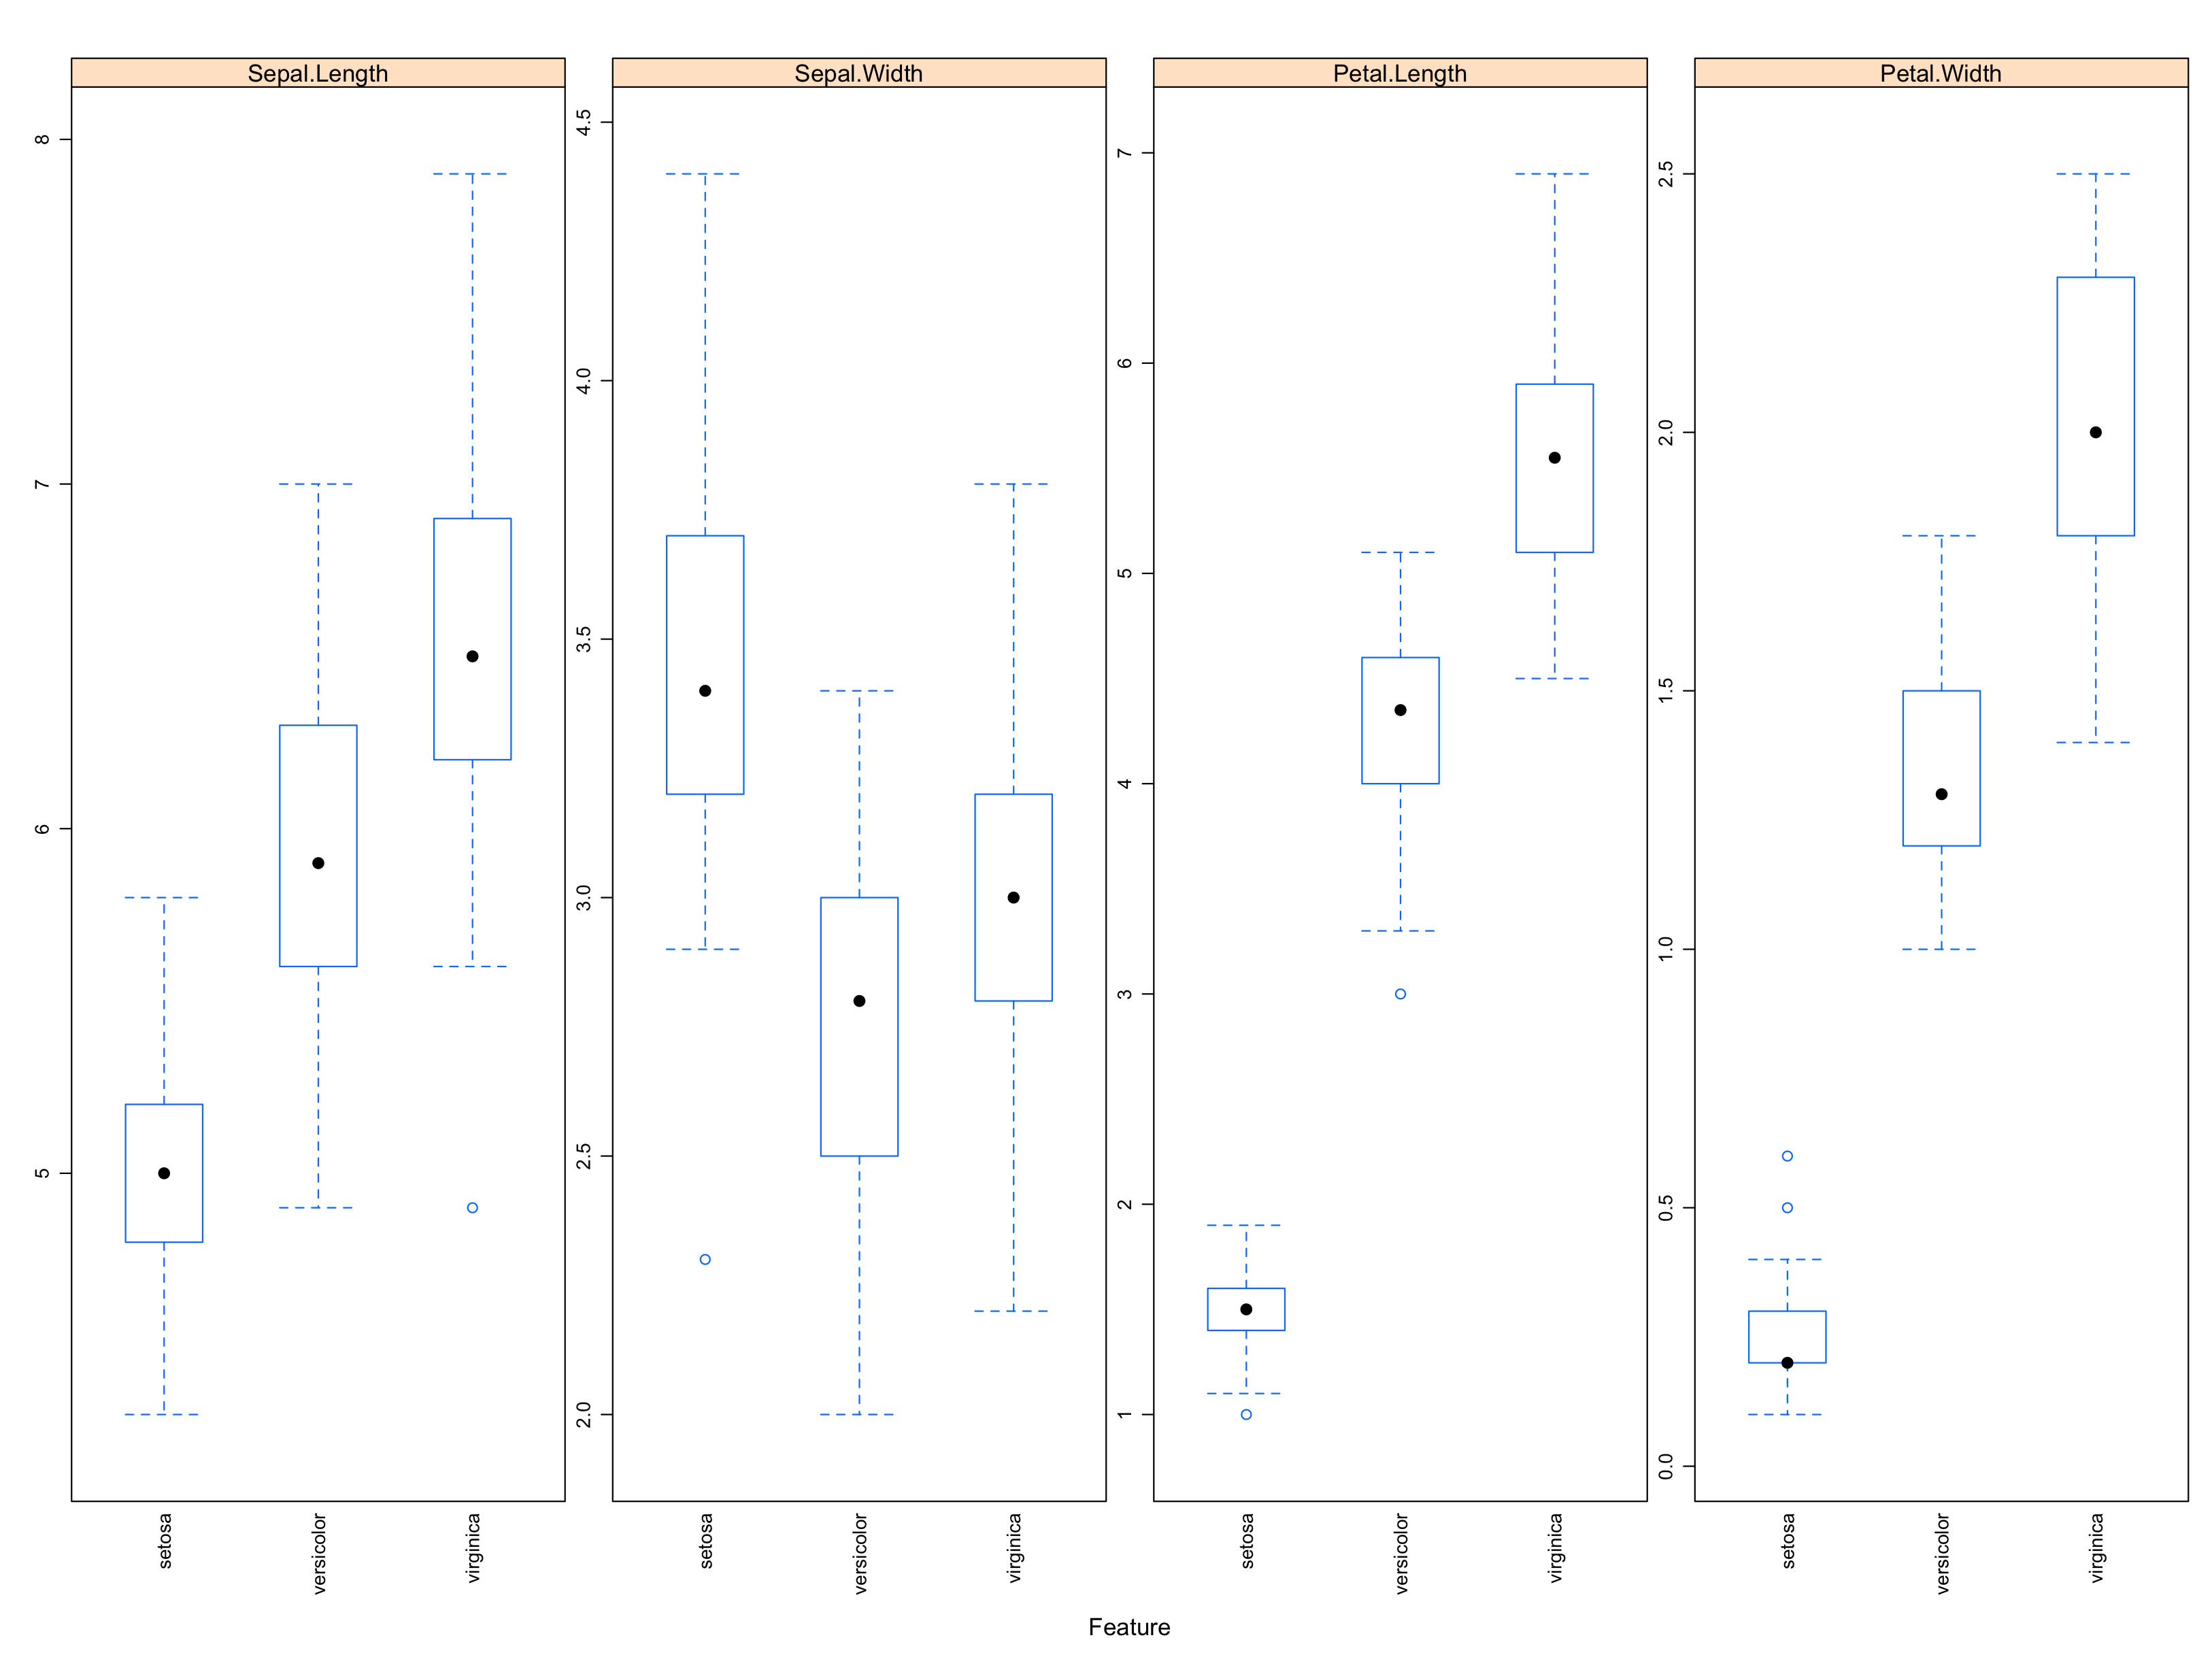 Sepal.Length
Sepal.Width
Petal.Length
Petal.Width
8
7
6
5
4.5
4.0
3.5
3.0
2.5
2.0
7
6
5
4
3
2
1
2.5
2.0
1.5
1.0
0.5
0.0
setosa
versicolor
virginica
setosa
versicolor
virginica
setosa
versicolor
virginica
setosa
versicolor
virginica
Feature